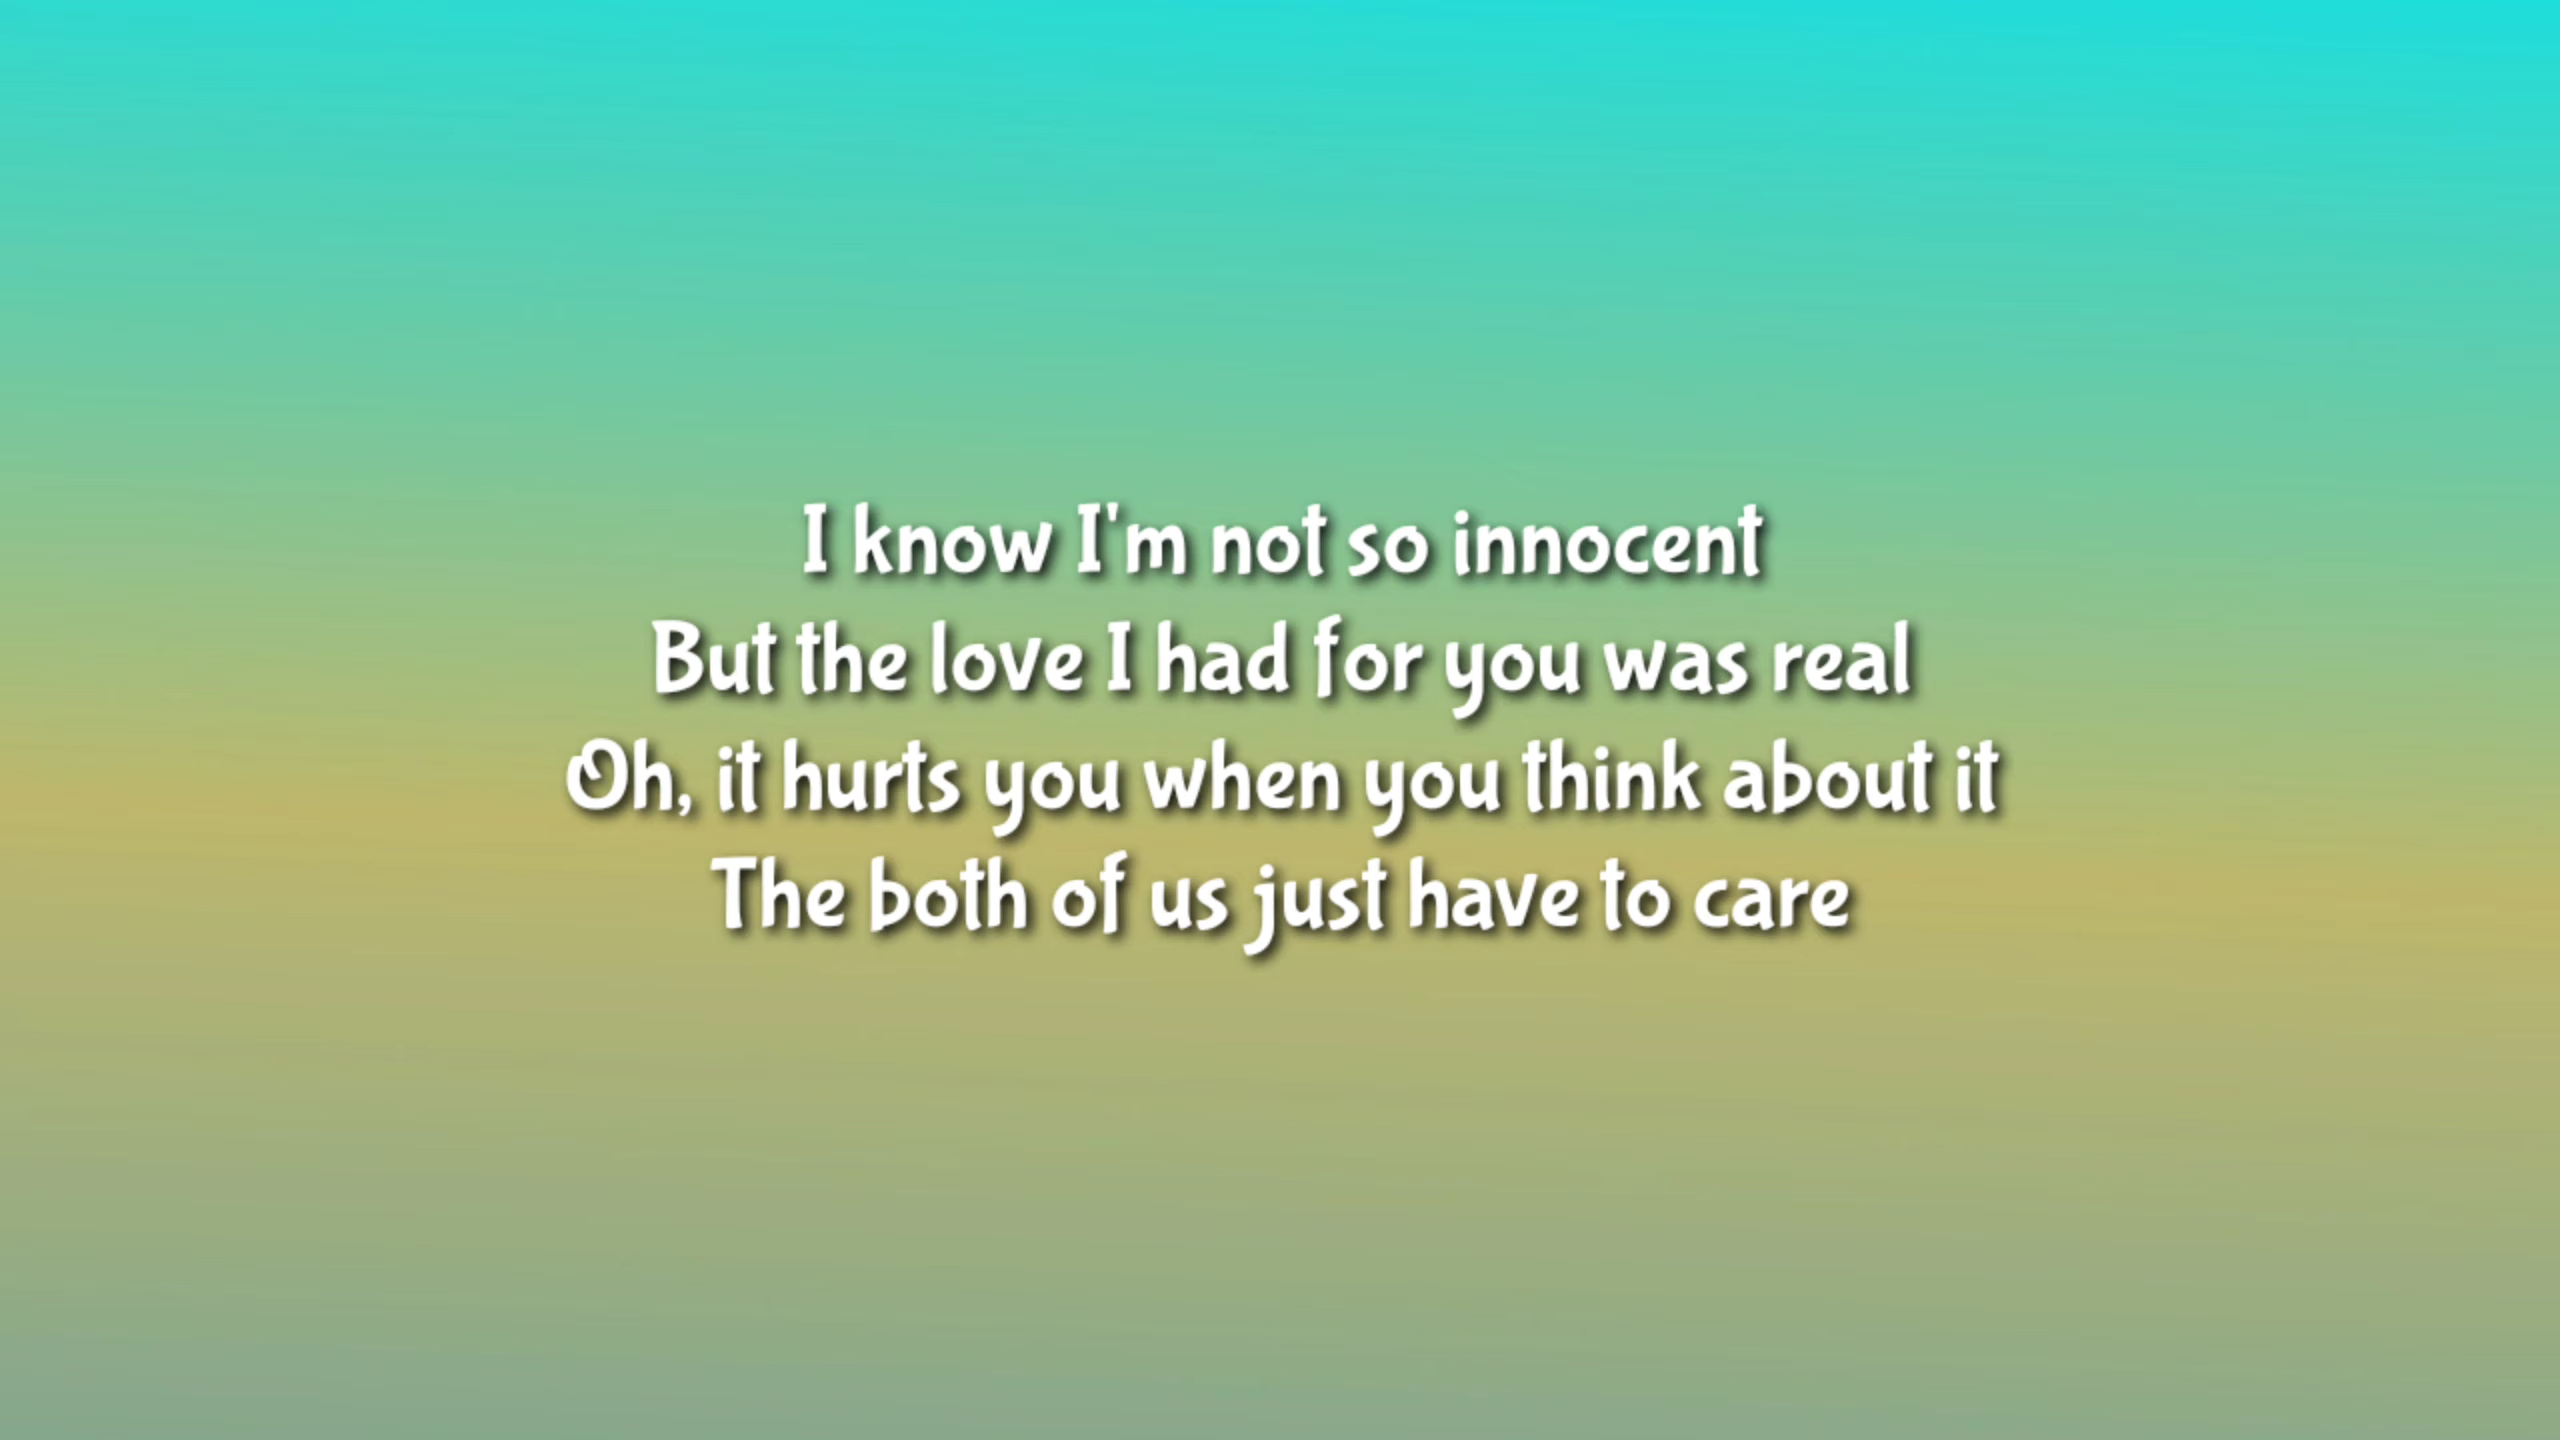 I know I'm not so innocent
But the love I had for you was real
Oh, it hurts you when you think about it
The both of us just have to care